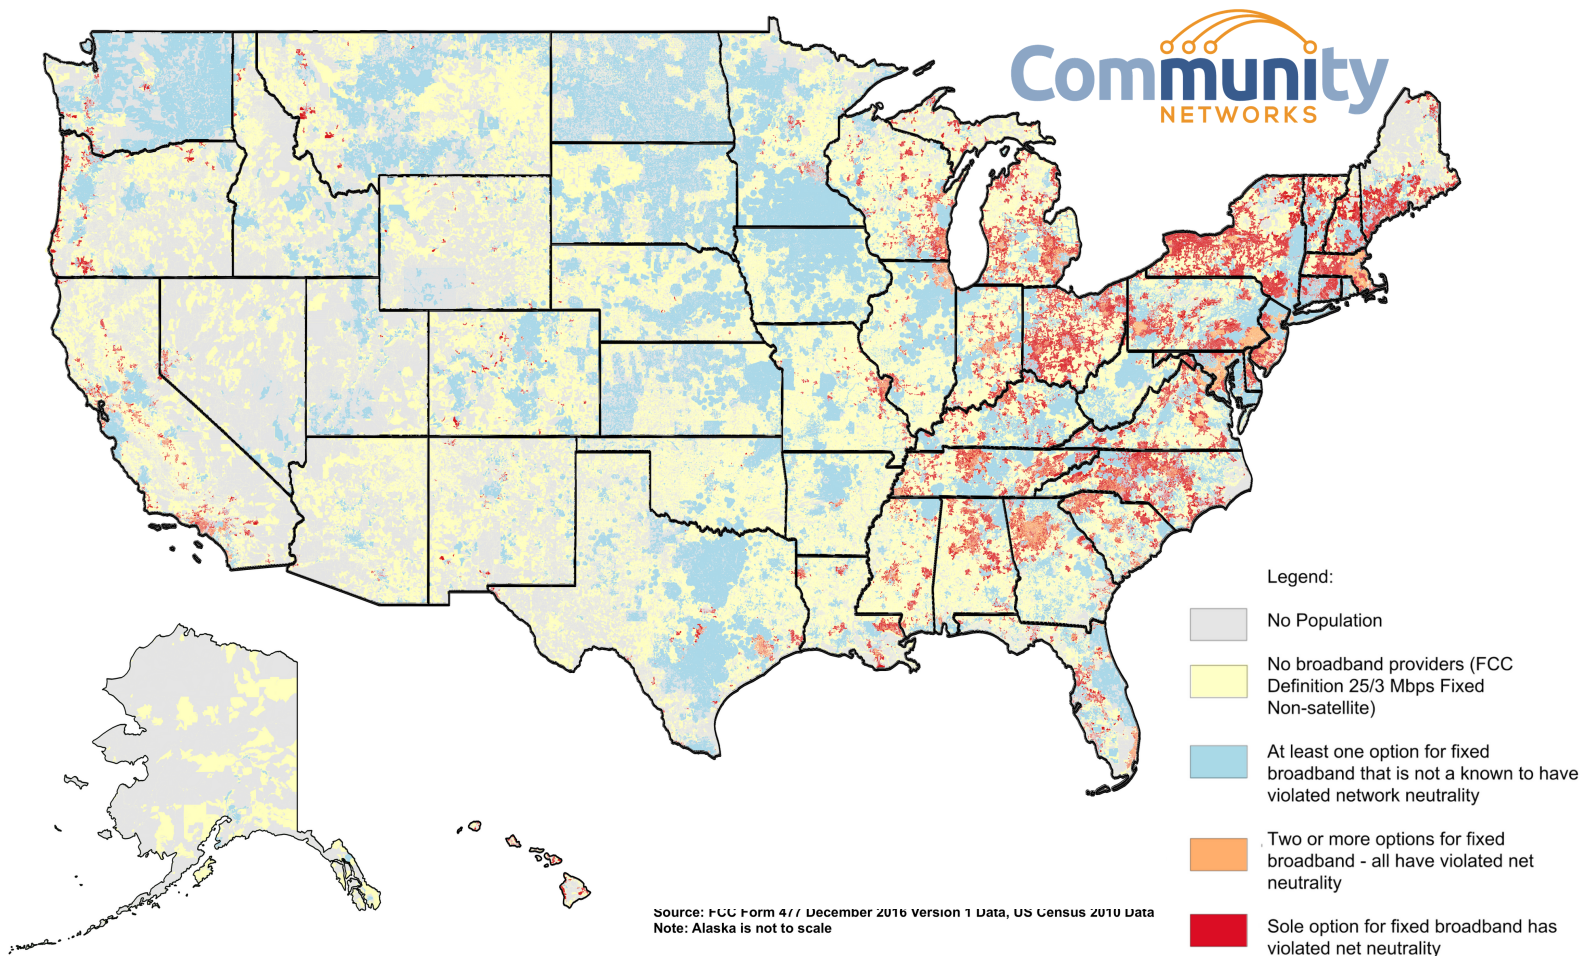 Community
NETWORKS
Legend:
No Population
No broadband providers (FCC
Definition 25/3 Mbps Fixed
Non-satellite)
At least one option for fixed
broadband that is not a known to have
violated network neutrality
Two or more options for fixed
broadband - all have violated net
neutrality
Sole option for fixed broadband has
violated net neutrality
Source: FCC Form 477 December 2016 Version 1 Data, US Census 2010 Data
Note: Alaska is not to scale